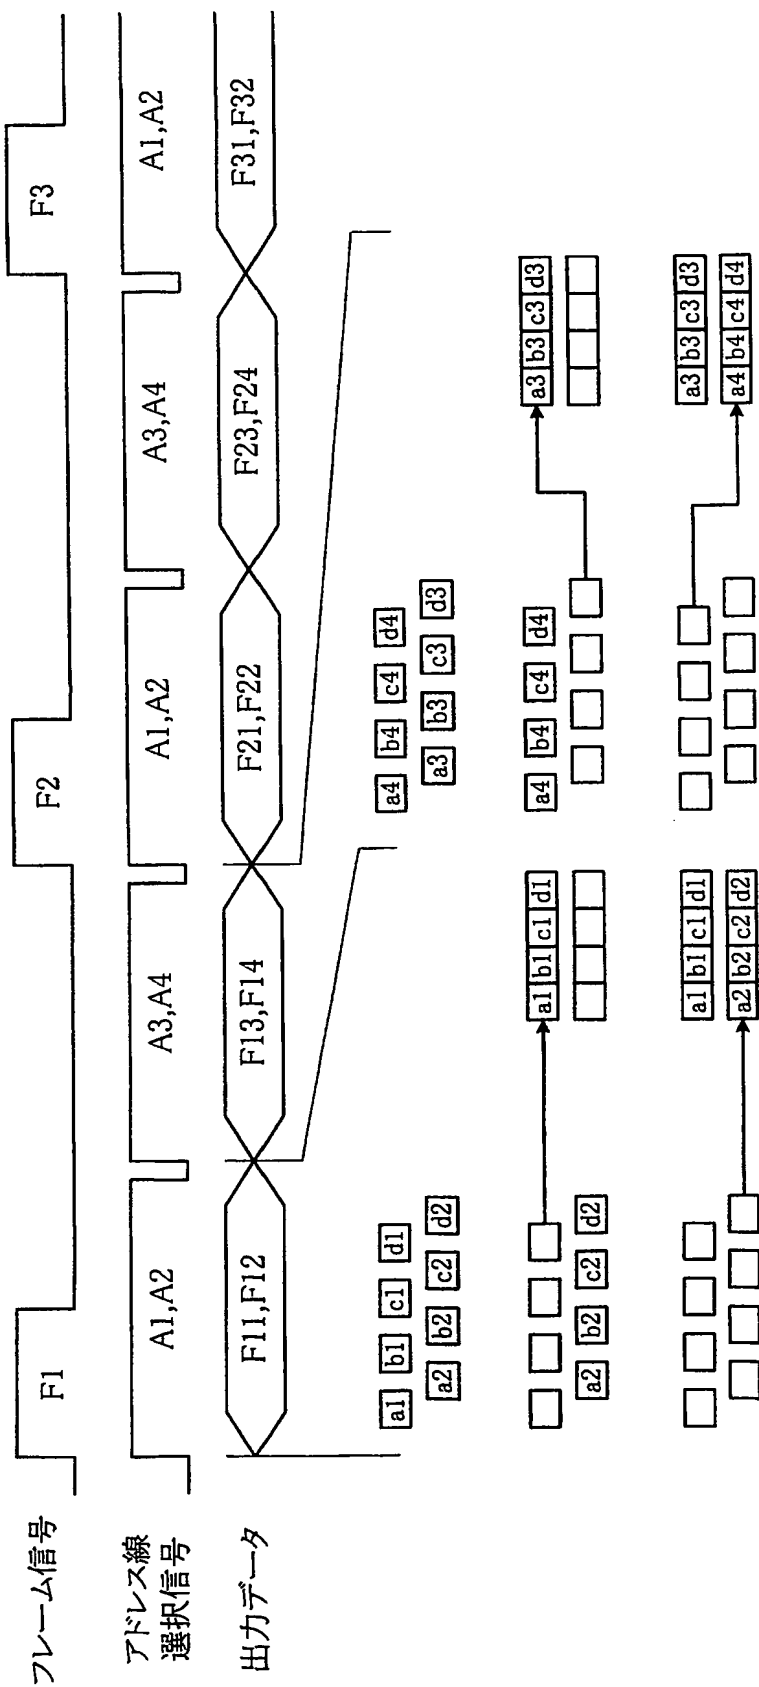 フレーム信号
F1
F2
F3
アドレス線
選択信号
A1,A2
A3,A4
A1,A2
A3,A4
A1,A2
出力データ
F11,F12
F13,F14
F21,F22
F23,F24
F31,F32
a1 b1 c1 d1
a2 b2 c2 d2
a4 b4 c4 d4
a3 b3 c3 d3
a2 b2 c2 d2
a1 b1 c1 d1
a4 b4 c4 d4
a3 b3 c3 d3
a1 b1 c1 d1
a2 b2 c2 d2
a3 b3 c3 d3
a4 b4 c4 d4